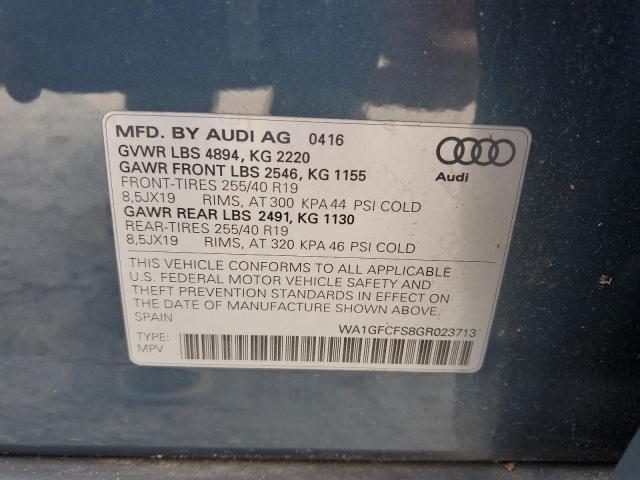 MFD. BY AUDI AG 0416
GVWR LBS 4894, KG 2220
GAWR FRONT LBS 2546, KG 1155
FRONT-TIRES 255/40 R19
8,5JX19 RIMS, AT 300 KPA 44 PSI COLD
GAWR REAR LBS 2491, KG 1130
REAR-TIRES 255/40 R19
8,5JX19 RIMS, AT 320 KPA 46 PSI COLD
Audi
THIS VEHICLE CONFORMS TO ALL APPLICABLE
U.S. FEDERAL MOTOR VEHICLE SAFETY AND
THEFT PREVENTION STANDARDS IN EFFECT ON
THE DATE OF MANUFACTURE SHOWN ABOVE.
SPAIN
WA1GFCFS8GR023713
TYPE:
MPV